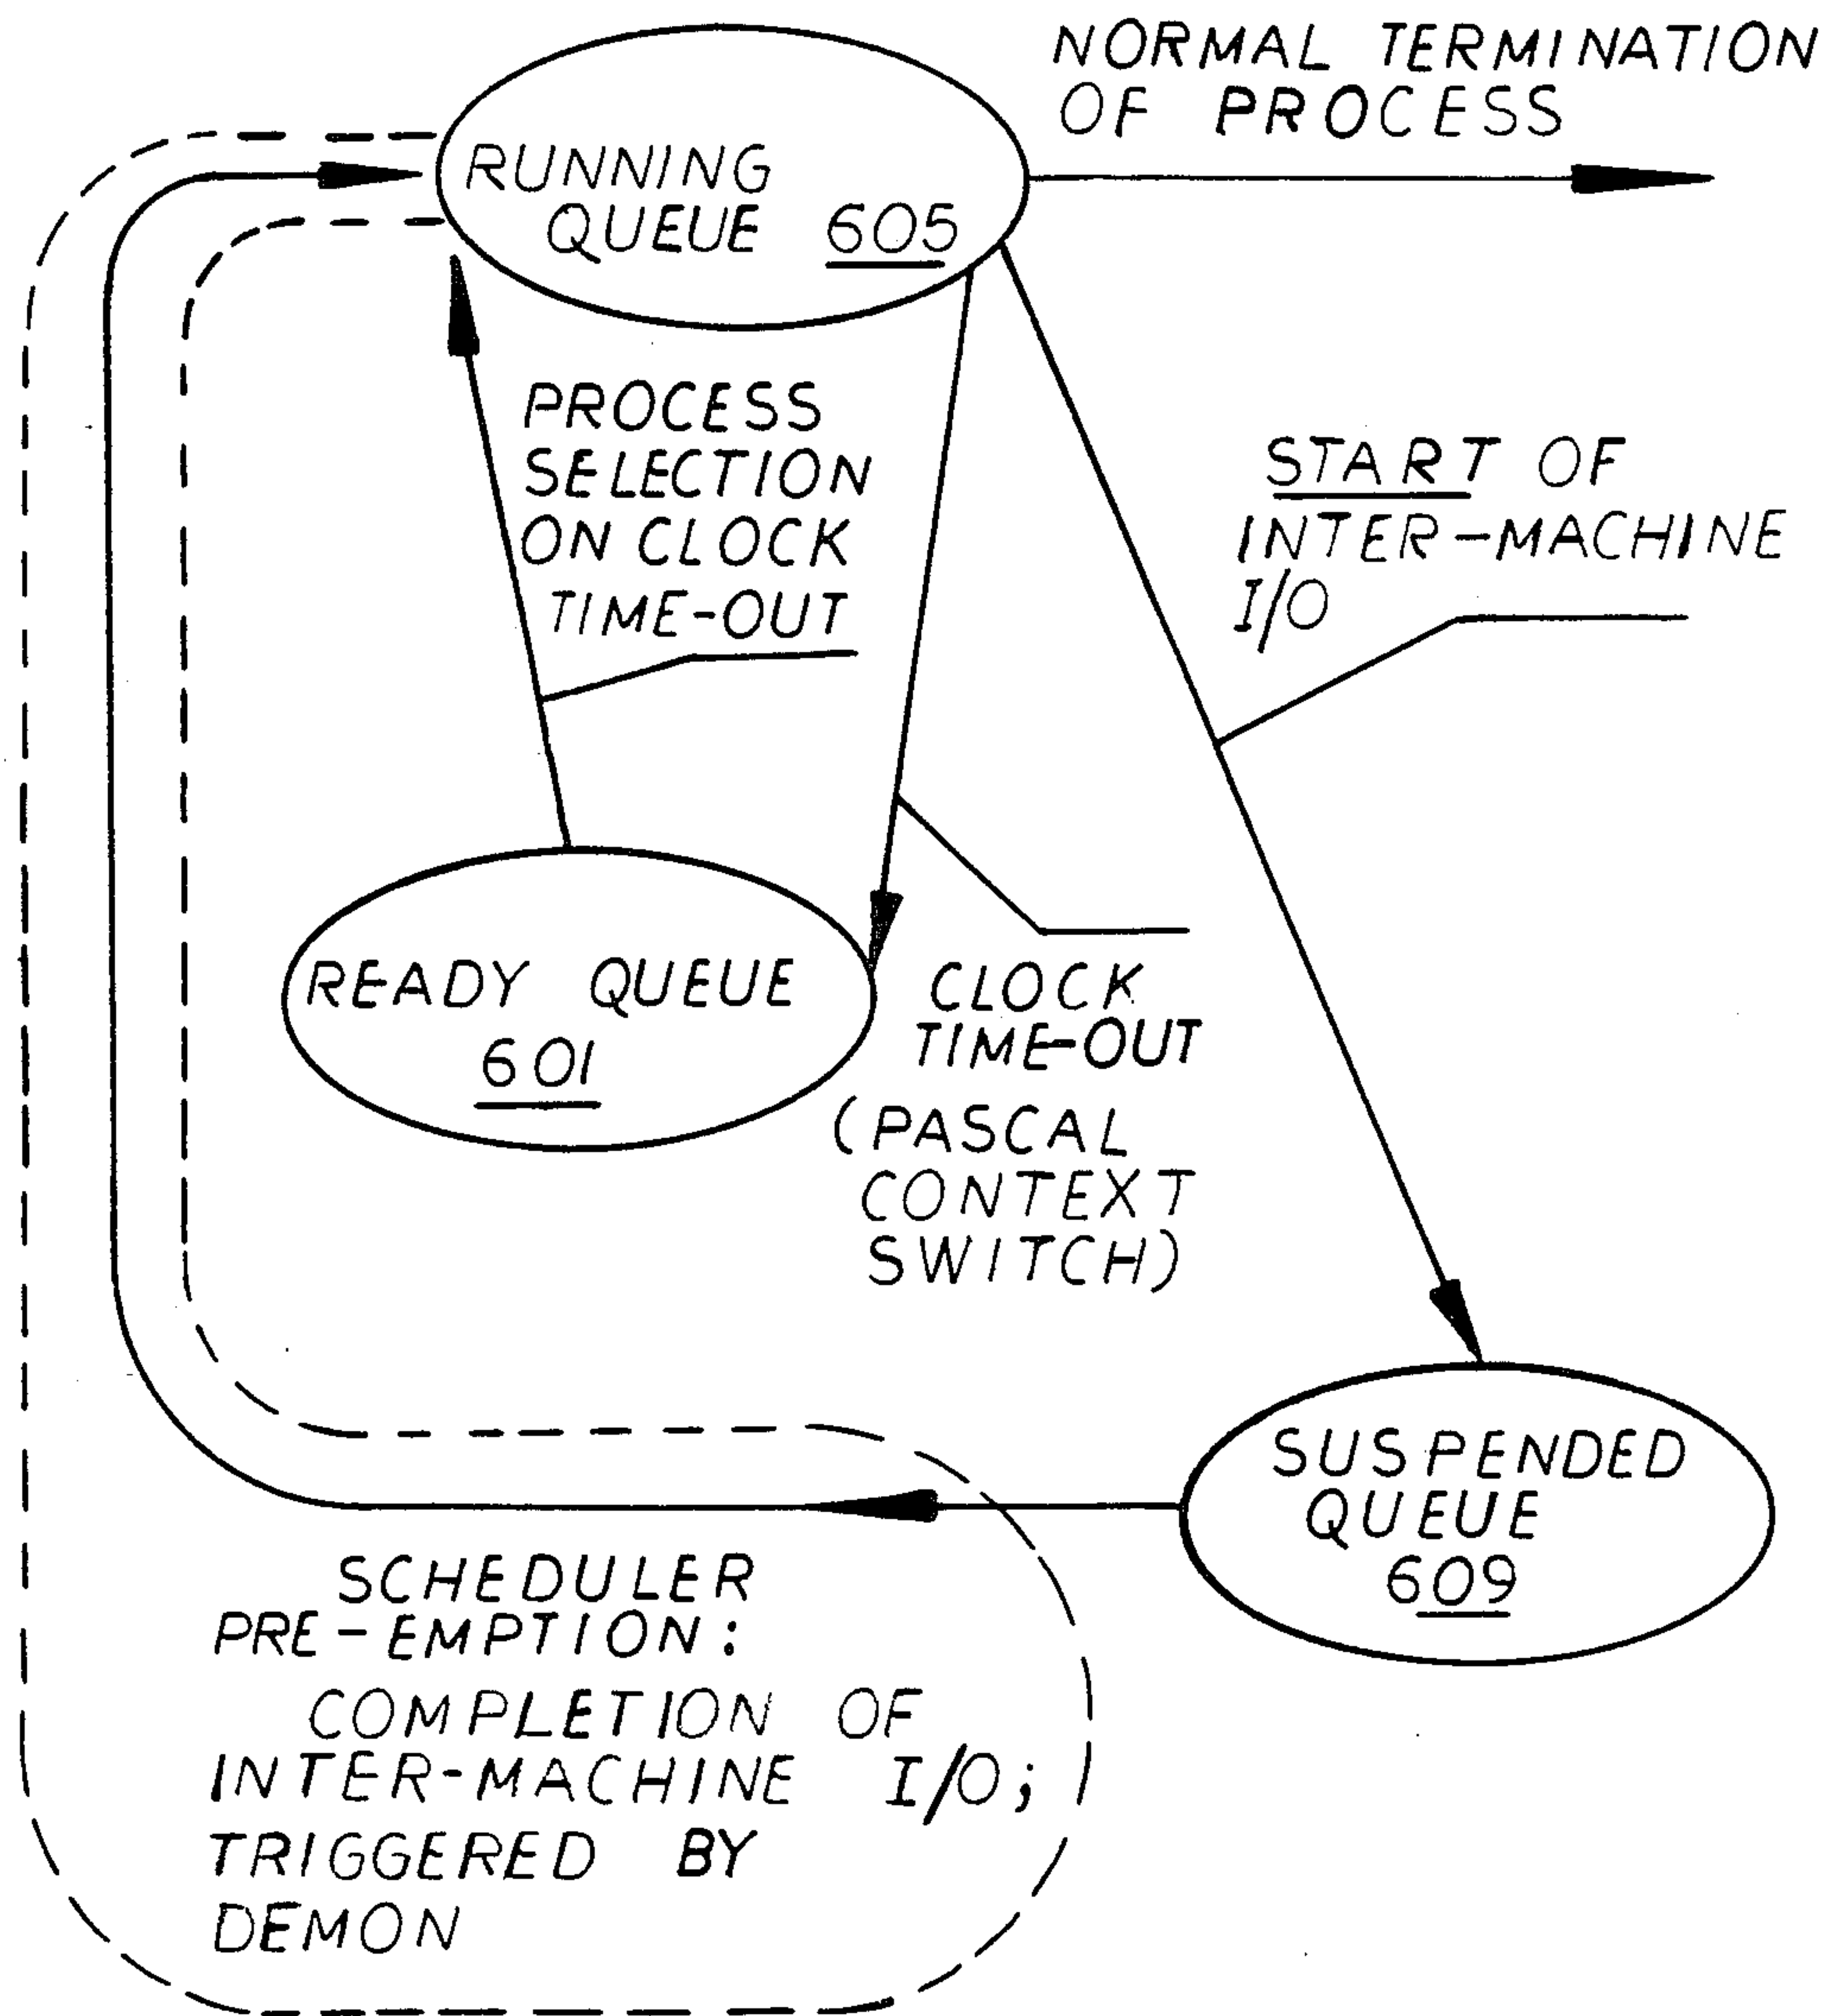 NORMAL TERMINATION
OF PROCESS
RUNNING
QUEUE 605
PROCESS
SELECTION
ON CLOCK
TIME-OUT
START OF
INTER-MACHINE
I/O
READY QUEUE
601
CLOCK
TIME-OUT
(PASCAL
CONTEXT
SWITCH)
SUSPENDED
QUEUE
609
SCHEDULER
PRE-EMPTION:
COMPLETION OF
INTER-MACHINE I/O;
TRIGGERED BY
DEMON